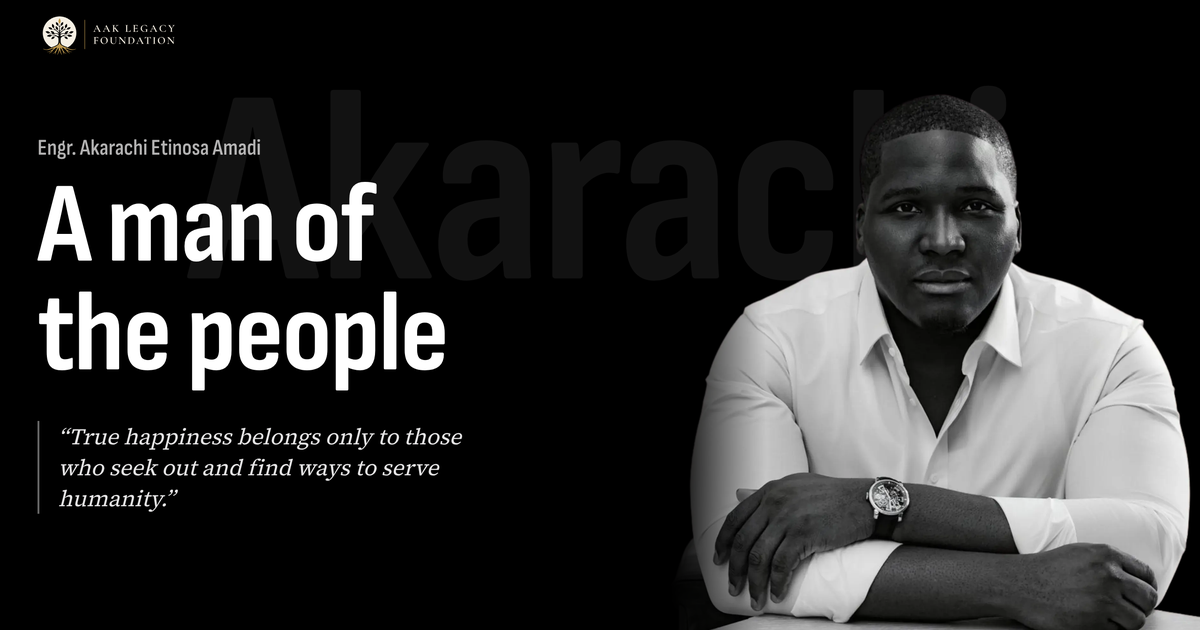 AAK LEGACY
FOUNDATION
Akarachi
Engr. Akarachi Etinosa Amadi
A man of
the people
“True happiness belongs only to those
who seek out and find ways to serve
humanity.”